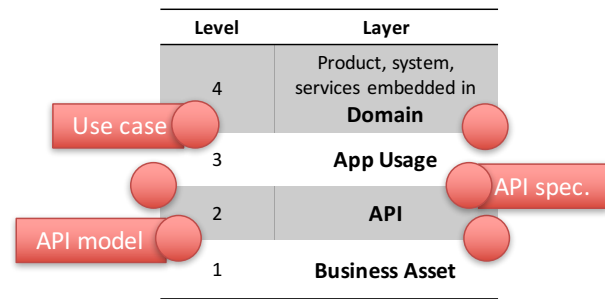 Level Layer
4 Product, system,
services embedded in
Domain
Use case
3 App Usage
API spec.
2 API
API model
1 Business Asset